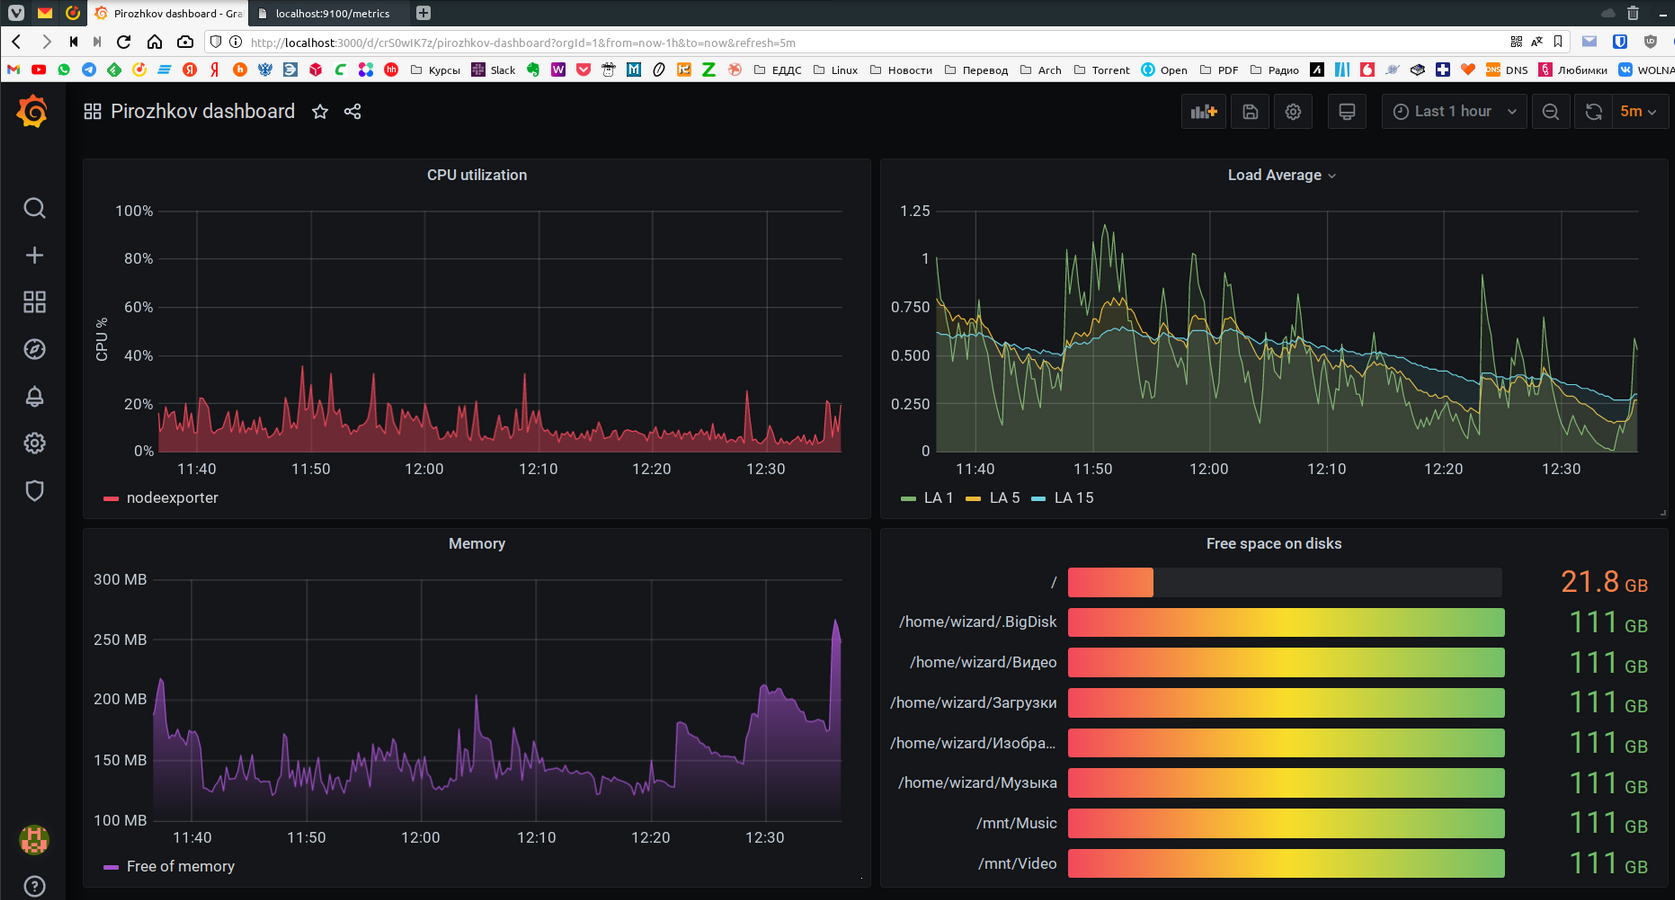 Pirozhkov dashboard - Gra
localhost:9100/metrics
http://localhost:3000/d/crS0wIK7z/pirozhkov-dashboard?orgId=1&from=now-1h&to=now&refresh=5m
Курсы Slack ЕДДС Linux Новости Перевод Arch Torrent Open PDF Радио DNS Любимки WOLNA
Pirozhkov dashboard
Last 1 hour
5m
CPU utilization
100%
80%
60%
40%
20%
0%
CPU %
11:40 11:50 12:00 12:10 12:20 12:30
nodeexporter
Load Average
1.25
1
0.750
0.500
0.250
0
11:40 11:50 12:00 12:10 12:20 12:30
LA 1 LA 5 LA 15
Memory
300 MB
250 MB
200 MB
150 MB
100 MB
11:40 11:50 12:00 12:10 12:20 12:30
Free of memory
Free space on disks
/ 21.8 GB
/home/wizard/.BigDisk 111 GB
/home/wizard/Видео 111 GB
/home/wizard/Загрузки 111 GB
/home/wizard/Изобра... 111 GB
/home/wizard/Музыка 111 GB
/mnt/Music 111 GB
/mnt/Video 111 GB